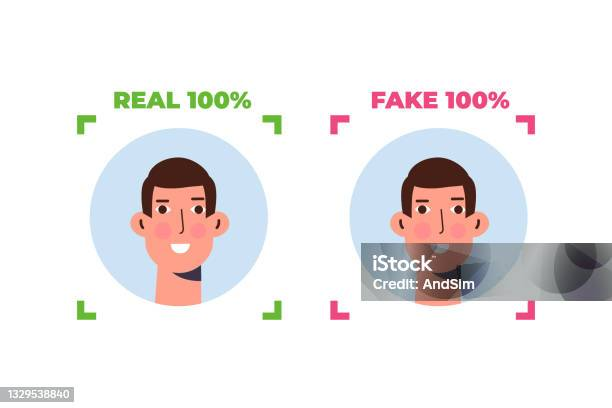 REAL 100%
FAKE 100%
iStock
Credit: AndSim
1329538840